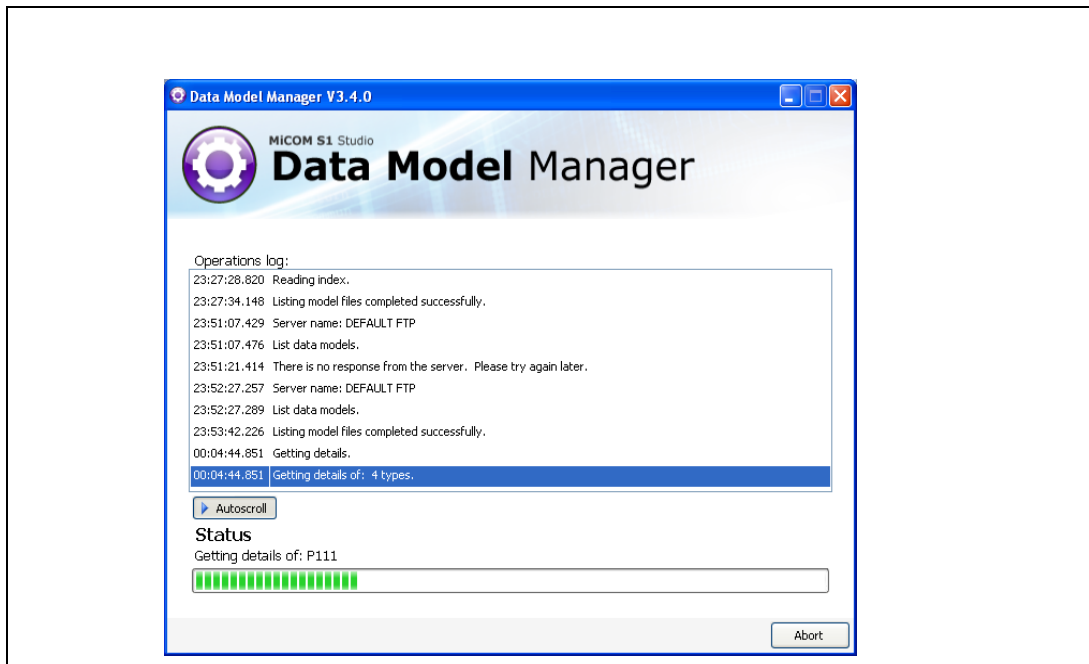 Data Model Manager V3.4.0
MiCOM S1 Studio
Data Model Manager
Operations log:
23:27:28.820 Reading index.
23:27:34.148 Listing model files completed successfully.
23:51:07.429 Server name: DEFAULT FTP
23:51:07.476 List data models.
23:51:21.414 There is no response from the server. Please try again later.
23:52:27.257 Server name: DEFAULT FTP
23:52:27.289 List data models.
23:53:42.226 Listing model files completed successfully.
00:04:44.851 Getting details.
00:04:44.851 Getting details of: 4 types.
Autoscroll
Status
Getting details of: P111
Abort